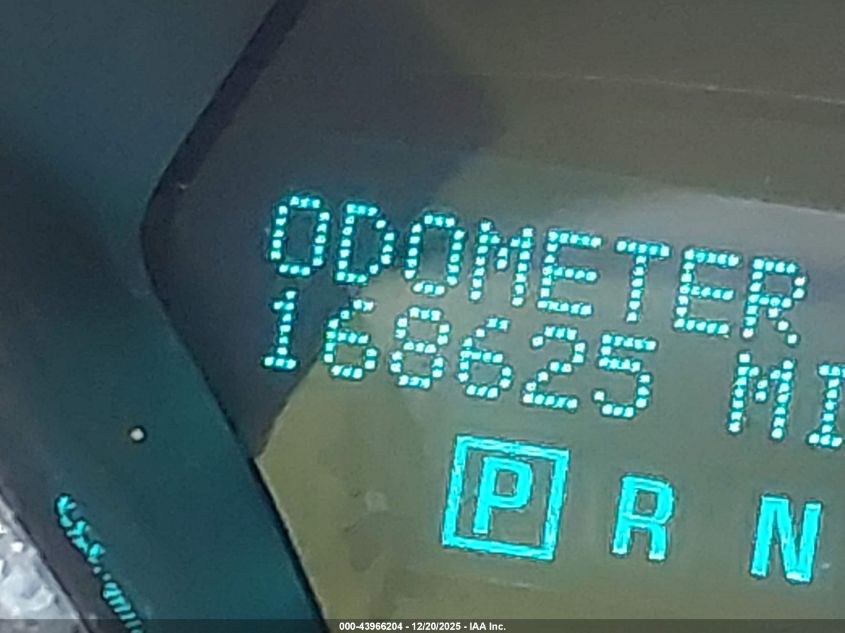 ODOMETER
168625 MI
P R N
000-43966204 - 12/20/2025 - IAA Inc.